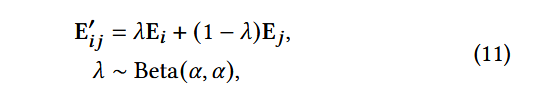 E′ij = λEi + (1 − λ)Ej,
λ ∼ Beta(α, α),
(11)